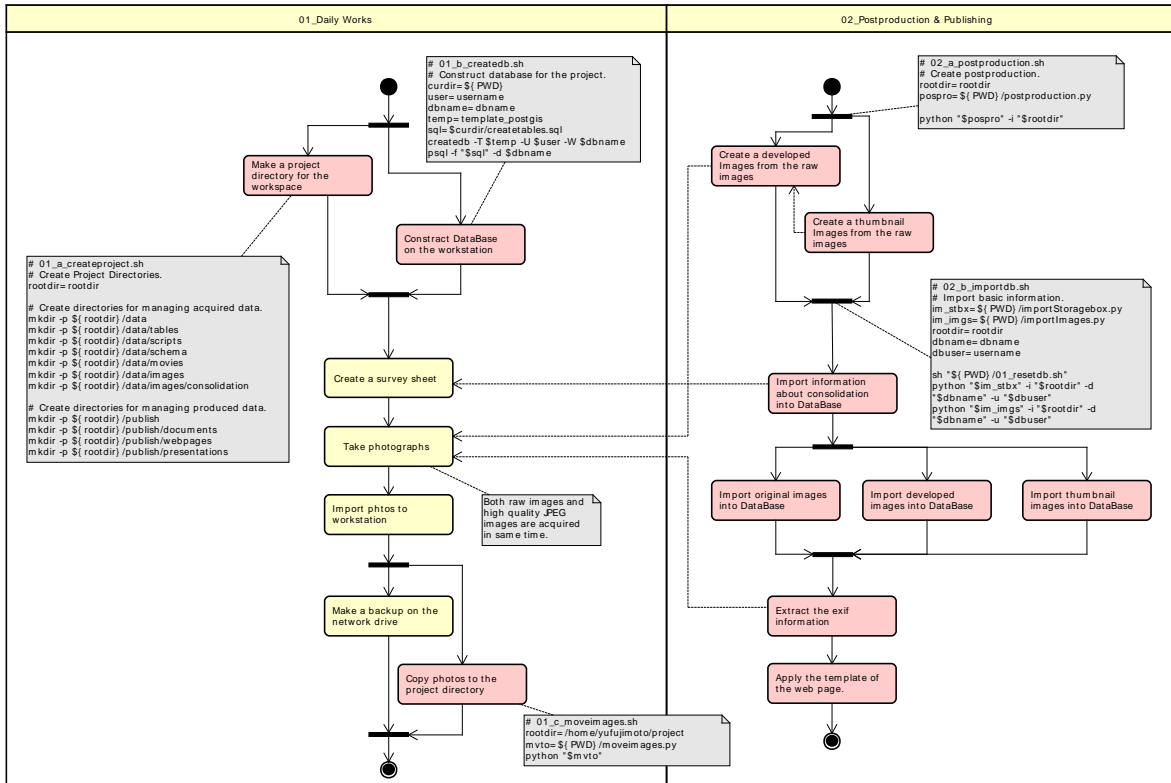 01_Daily Works
# 01_b_createdb.sh
# Construct database for the project.
curdir=${PWD}
user=username
dbname=dbname
temp=template_postgis
sql=$curdir/createtables.sql
createdb -T $temp -U $user -W $dbname
psql -f "$sql" -d $dbname
Make a project
directory for the
workspace
Constract DataBase
on the workstation
# 01_a_createproject.sh
# Create Project Directories.
rootdir=rootdir
# Create directories for managing acquired data.
mkdir -p ${rootdir}/data
mkdir -p ${rootdir}/data/tables
mkdir -p ${rootdir}/data/scripts
mkdir -p ${rootdir}/data/schema
mkdir -p ${rootdir}/data/movies
mkdir -p ${rootdir}/data/images
mkdir -p ${rootdir}/data/images/consolidation
# Create directories for managing produced data.
mkdir -p ${rootdir}/publish
mkdir -p ${rootdir}/publish/documents
mkdir -p ${rootdir}/publish/webpages
mkdir -p ${rootdir}/publish/presentations
Create a survey sheet
Take photographs
Both raw images and
high quality JPEG
images are acquired
in same time.
Import phtos to
workstation
Make a backup on the
network drive
Copy photos to the
project directory
# 01_c_moveimages.sh
rootdir=/home/yufujimoto/project
mvto=${PWD}/moveimages.py
python "$mvto"
02_Postproduction & Publishing
# 02_a_postproduction.sh
# Create postproduction.
rootdir=rootdir
pospro=${PWD}/postproduction.py
python "$pospro" -i "$rootdir"
Create a developed
Images from the raw
images
Create a thumbnail
Images from the raw
images
# 02_b_importdb.sh
# Import basic information.
im_stbx=${PWD}/importStoragebox.py
im_imgs=${PWD}/importImages.py
rootdir=rootdir
dbname=dbname
dbuser=username
sh "${PWD}/01_resetdb.sh"
python "$im_stbx" -i "$rootdir" -d
"$dbname" -u "$dbuser"
python "$im_imgs" -i "$rootdir" -d
"$dbname" -u "$dbuser"
Import information
about consolidation
into DataBase
Import original images
into DataBase
Import developed
images into DataBase
Import thumbnail
images into DataBase
Extract the exif
information
Apply the template of
the web page.